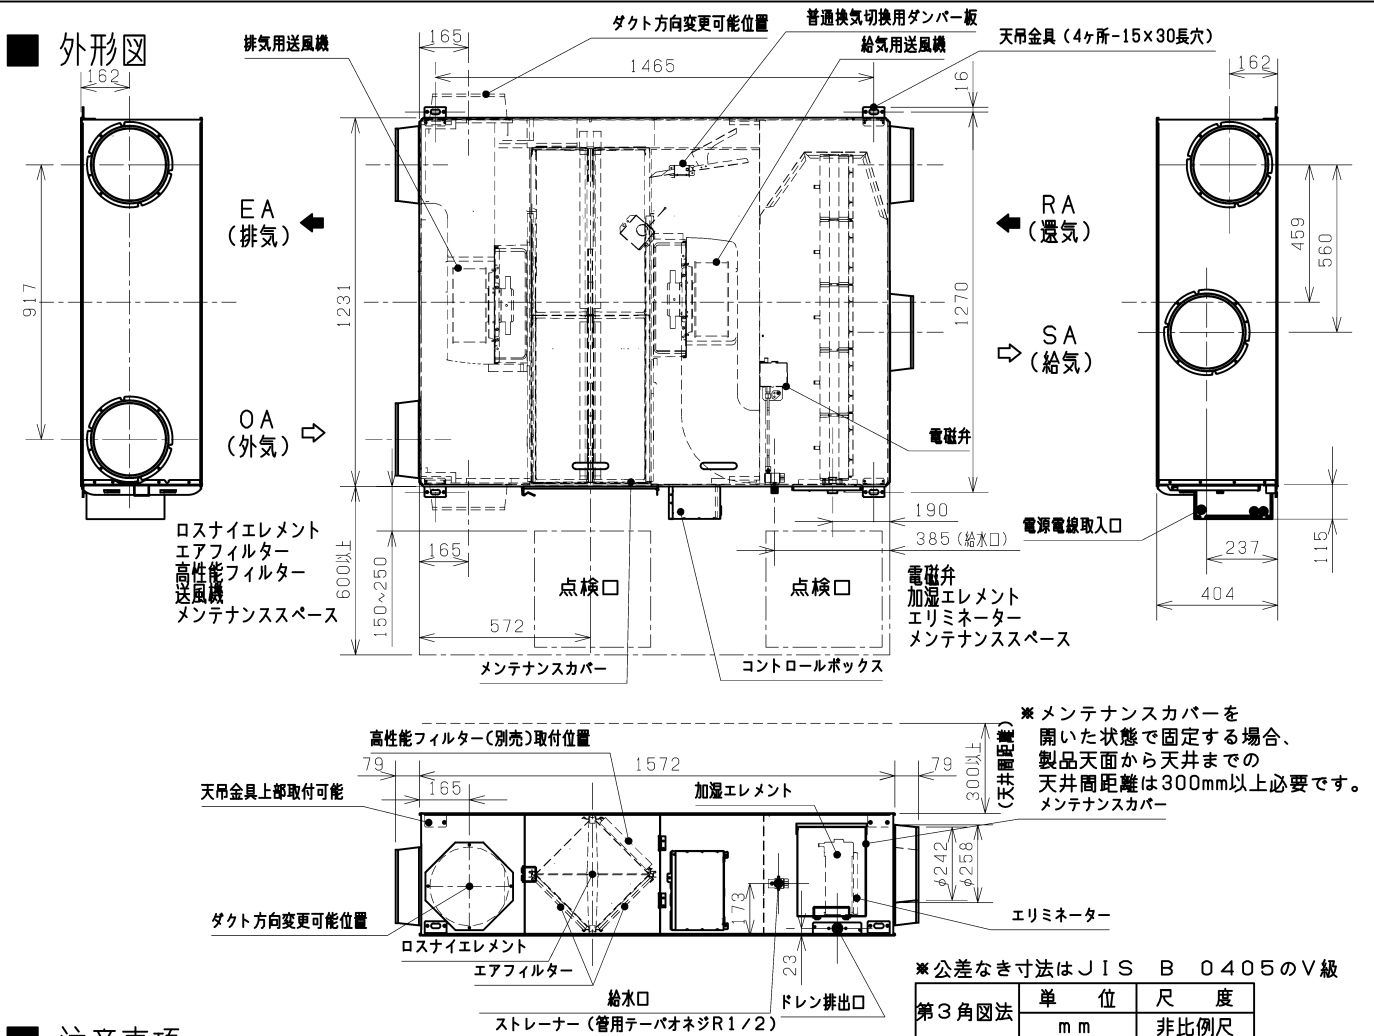 ■ 外形図
排気用送風機
ダクト方向変更可能位置
普通換気切換用ダンパー板
給気用送風機
天吊金具（4ヶ所-15×30長穴）
162
165
1465
16
162
917
EA
（排気）
OA
（外気）
1231
1270
RA
（還気）
SA
（給気）
459
560
電磁弁
電源電線取入口
190
385（給水口）
237
115
404
ロスナイエレメント
エアフィルター
高性能フィルター
送風機
メンテナンススペース
600以上
150~250
165
572
点検口
点検口
電磁弁
加湿エレメント
エリミネーター
メンテナンススペース
メンテナンスカバー
コントロールボックス
※メンテナンスカバーを
開いた状態で固定する場合、
製品天面から天井までの
天井間距離は300mm以上必要です。
メンテナンスカバー
高性能フィルター（別売）取付位置
79
1572
79
300以上
（天井間距離）
天吊金具上部取付可能
165
加湿エレメント
φ242
φ258
173
23
ダクト方向変更可能位置
エリミネーター
ロスナイエレメント
エアフィルター
給水口
ストレーナー（管用テーパオネジR1/2）
ドレン排出口
※公差なき寸法はJIS B 0405のV級
第3角図法
単 位
尺 度
mm
非比例尺
■ 注意事項